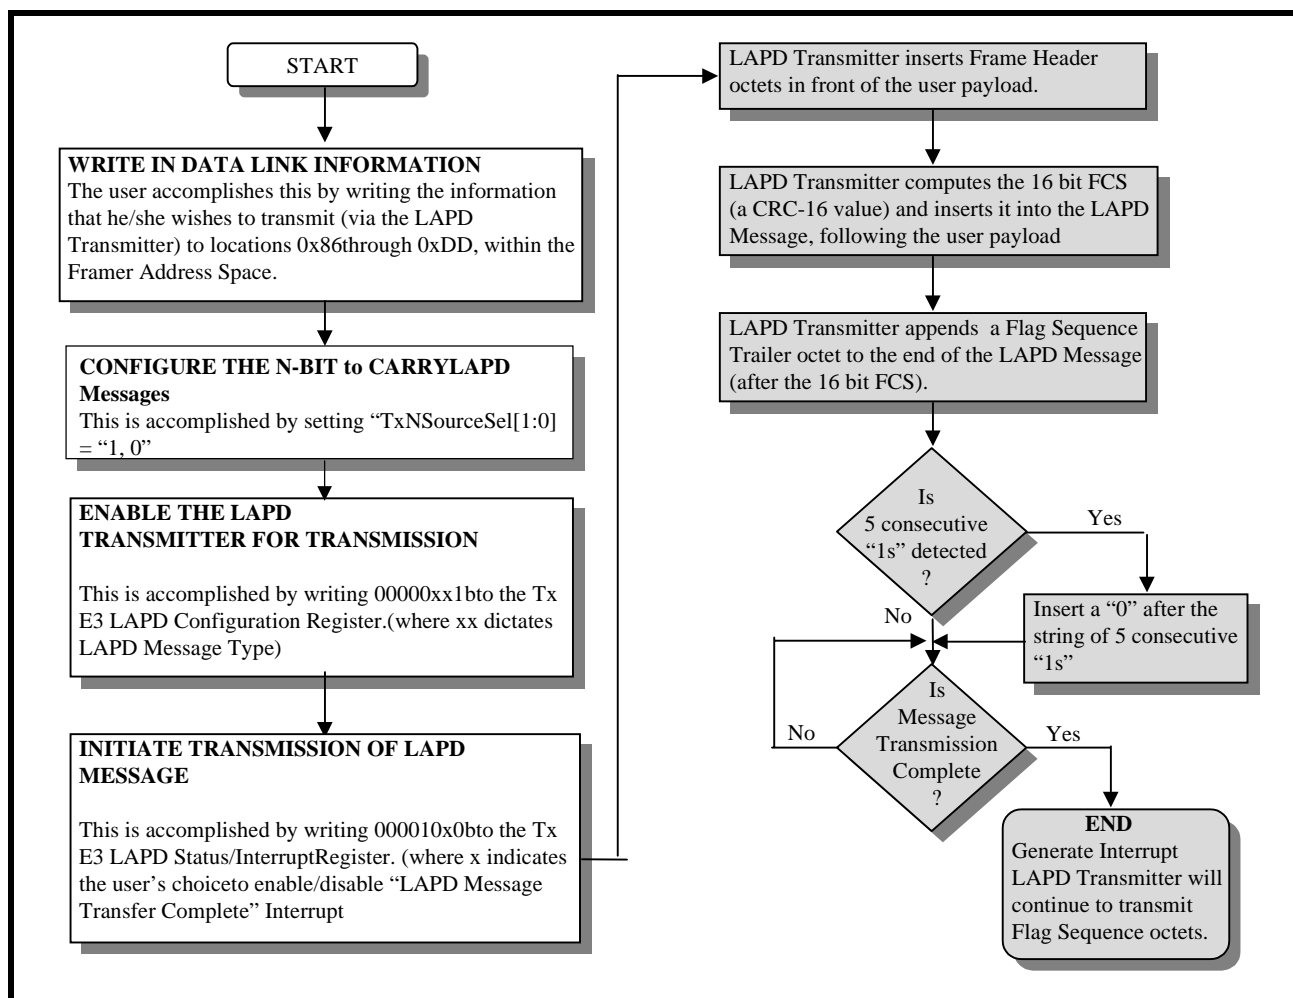 START
WRITE IN DATA LINK INFORMATION
The user accomplishes this by writing the information
that he/she wishes to transmit (via the LAPD
Transmitter) to locations 0x86through 0xDD, within the
Framer Address Space.
CONFIGURE THE N-BIT to CARRYLAPD
Messages
This is accomplished by setting “TxNSourceSel[1:0]
= “1, 0”
ENABLE THE LAPD
TRANSMITTER FOR TRANSMISSION
This is accomplished by writing 00000xx1bto the Tx
E3 LAPD Configuration Register.(where xx dictates
LAPD Message Type)
INITIATE TRANSMISSION OF LAPD
MESSAGE
This is accomplished by writing 000010x0bto the Tx
E3 LAPD Status/InterruptRegister. (where x indicates
the user’s choiceto enable/disable “LAPD Message
Transfer Complete” Interrupt
LAPD Transmitter inserts Frame Header
octets in front of the user payload.
LAPD Transmitter computes the 16 bit FCS
(a CRC-16 value) and inserts it into the LAPD
Message, following the user payload
LAPD Transmitter appends a Flag Sequence
Trailer octet to the end of the LAPD Message
(after the 16 bit FCS).
Is
5 consecutive
“1s” detected
?
Yes
No
Insert a “0” after the
string of 5 consecutive
“1s”
Is
Message
Transmission
Complete
?
No
Yes
END
Generate Interrupt
LAPD Transmitter will
continue to transmit
Flag Sequence octets.